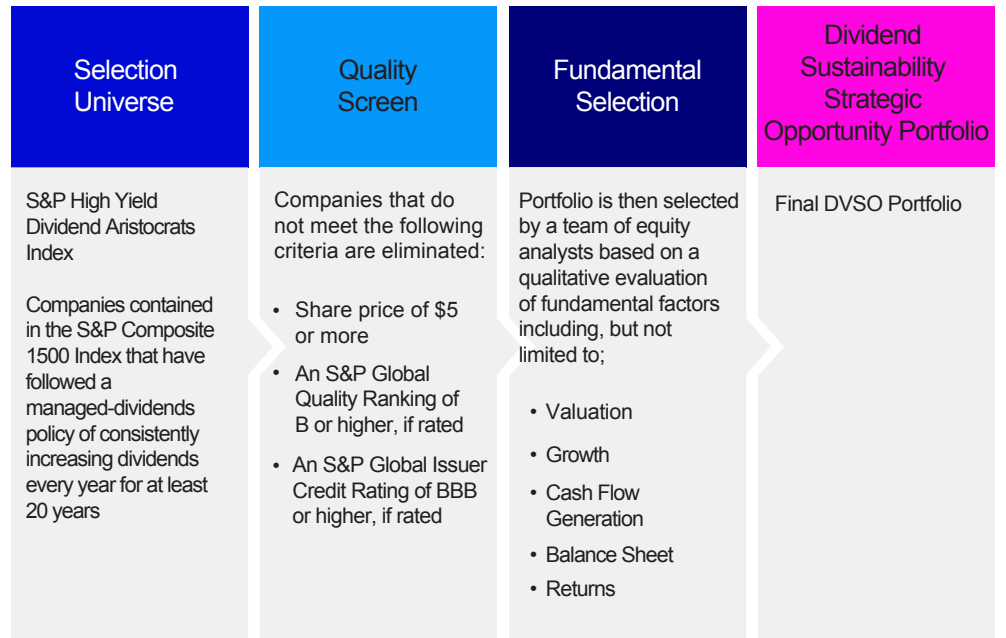 Selection
Universe
S&P High Yield
Dividend Aristocrats
Index
Companies contained
in the S&P Composite
1500 Index that have
followed a
managed-dividends
policy of consistently
increasing dividends
every year for at least
20 years
Quality
Screen
Companies that do
not meet the following
criteria are eliminated:
• Share price of $5
or more
• An S&P Global
Quality Ranking of
B or higher, if rated
• An S&P Global Issuer
Credit Rating of BBB
or higher, if rated
Fundamental
Selection
Portfolio is then selected
by a team of equity
analysts based on a
qualitative evaluation
of fundamental factors
including, but not
limited to;
• Valuation
• Growth
• Cash Flow
Generation
• Balance Sheet
• Returns
Dividend
Sustainability
Strategic
Opportunity Portfolio
Final DVSO Portfolio